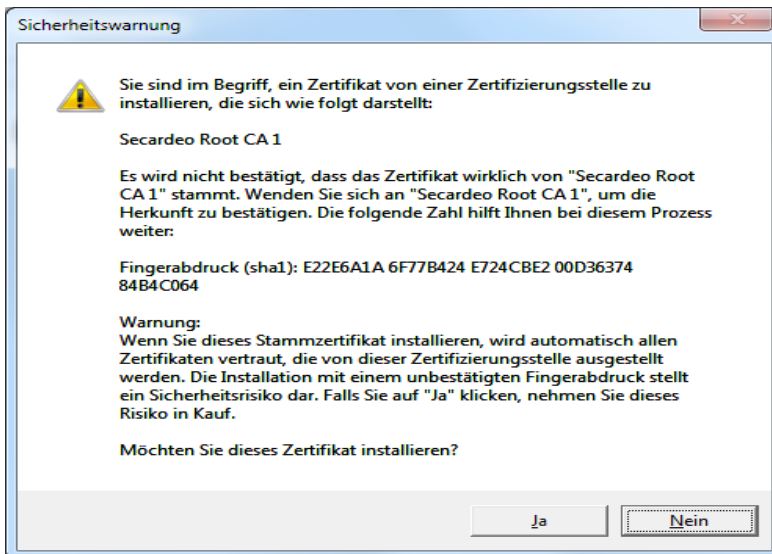 Sicherheitswarnung
Sie sind im Begriff, ein Zertifikat von einer Zertifizierungsstelle zu
installieren, die sich wie folgt darstellt:
Secardeo Root CA 1
Es wird nicht bestätigt, dass das Zertifikat wirklich von "Secardeo Root
CA 1" stammt. Wenden Sie sich an "Secardeo Root CA 1", um die
Herkunft zu bestätigen. Die folgende Zahl hilft Ihnen bei diesem Prozess
weiter:
Fingerabdruck (sha1): E22E6A1A 6F77B424 E724CBE2 00D36374
84B4C064
Warnung:
Wenn Sie dieses Stammzertifikat installieren, wird automatisch allen
Zertifikaten vertraut, die von dieser Zertifizierungsstelle ausgestellt
werden. Die Installation mit einem unbestätigten Fingerabdruck stellt
ein Sicherheitsrisiko dar. Falls Sie auf "Ja" klicken, nehmen Sie dieses
Risiko in Kauf.
Möchten Sie dieses Zertifikat installieren?
Ja
Nein